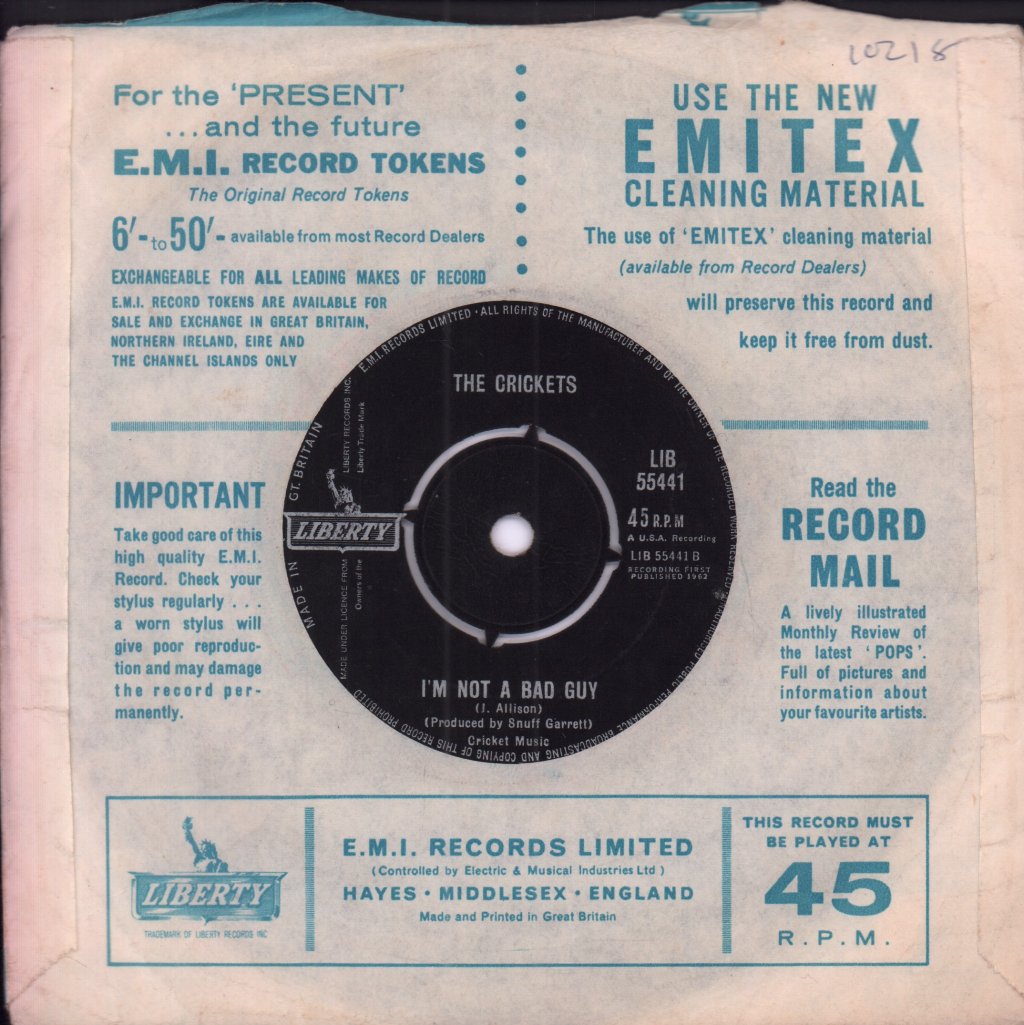 10218
For the 'PRESENT'
...and the future
E.M.I. RECORD TOKENS
The Original Record Tokens
6/- to 50/- available from most Record Dealers
EXCHANGEABLE FOR ALL LEADING MAKES OF RECORD
E.M.I. RECORD TOKENS ARE AVAILABLE FOR
SALE AND EXCHANGE IN GREAT BRITAIN,
NORTHERN IRELAND, EIRE AND
THE CHANNEL ISLANDS ONLY
USE THE NEW
EMITEX
CLEANING MATERIAL
The use of 'EMITEX' cleaning material
(available from Record Dealers)
will preserve this record and
keep it free from dust.
IMPORTANT
Take good care of this
high quality E.M.I.
Record. Check your
stylus regularly . . .
a worn stylus will
give poor reproduc-
tion and may damage
the record per-
manently.
E.M.I. RECORDS LIMITED · ALL RIGHTS OF THE MANUFACTURER AND OF THE OWNER OF THE RECORDED WORK RESERVED UNAUTHORISED PUBLIC PERFORMANCE BROADCASTING AND COPYING OF THIS RECORD PROHIBITED
MADE IN GT. BRITAIN
THE CRICKETS
LIBERTY RECORDS INC.
Liberty Trade Mark
LIBERTY
MADE UNDER LICENCE FROM
Owners of the
LIB
55441
45 R.P.M
A U.S.A. Recording
LIB 55441 B
RECORDING FIRST
PUBLISHED 1962
I'M NOT A BAD GUY
(J. Allison)
(Produced by Snuff Garrett)
Cricket Music
Read the
RECORD
MAIL
A lively illustrated
Monthly Review of
the latest 'POPS'.
Full of pictures and
information about
your favourite artists.
LIBERTY
TRADEMARK OF LIBERTY RECORDS INC
E.M.I. RECORDS LIMITED
(Controlled by Electric & Musical Industries Ltd)
HAYES · MIDDLESEX · ENGLAND
Made and Printed in Great Britain
THIS RECORD MUST
BE PLAYED AT
45
R.P.M.